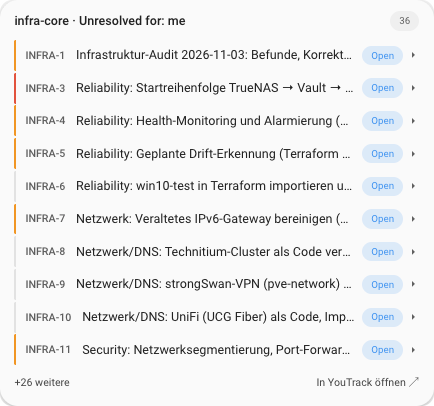 infra-core · Unresolved for: me 36
INFRA-1 Infrastruktur-Audit 2026-11-03: Befunde, Korrekt… Open
INFRA-3 Reliability: Startreihenfolge TrueNAS → Vault → … Open
INFRA-4 Reliability: Health-Monitoring und Alarmierung (… Open
INFRA-5 Reliability: Geplante Drift-Erkennung (Terraform … Open
INFRA-6 Reliability: win10-test in Terraform importieren u… Open
INFRA-7 Netzwerk: Veraltetes IPv6-Gateway bereinigen (… Open
INFRA-8 Netzwerk/DNS: Technitium-Cluster als Code ver… Open
INFRA-9 Netzwerk/DNS: strongSwan-VPN (pve-network) … Open
INFRA-10 Netzwerk/DNS: UniFi (UCG Fiber) als Code, Imp… Open
INFRA-11 Security: Netzwerksegmentierung, Port-Forwar… Open
+26 weitere In YouTrack öffnen ↗